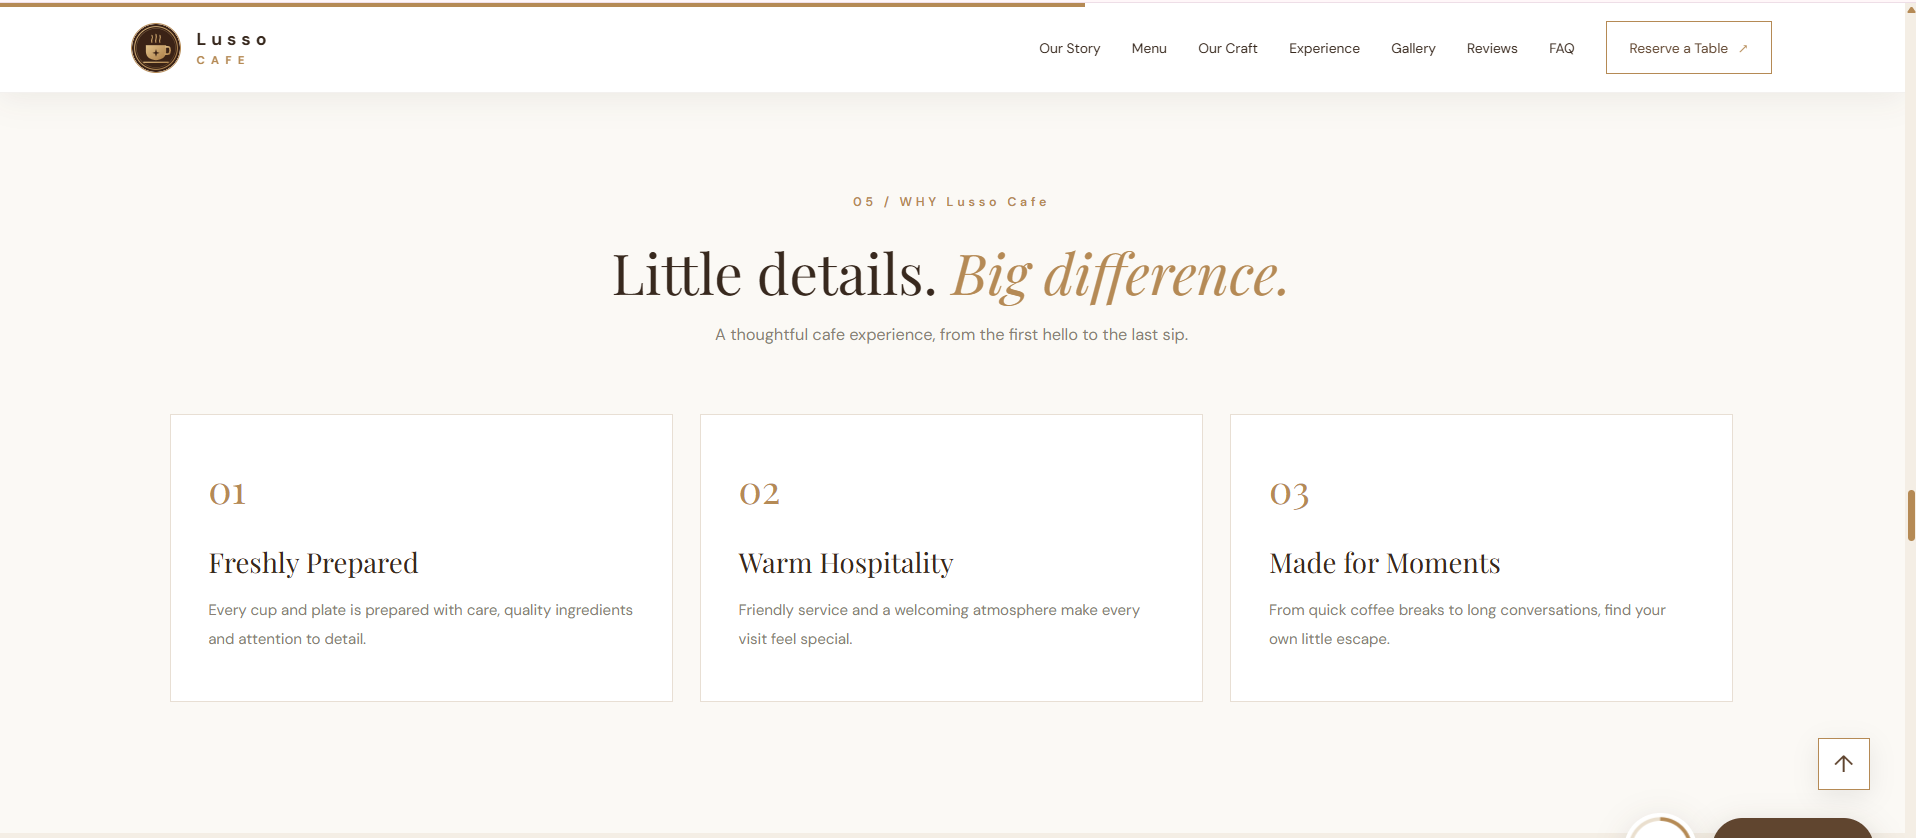 Lusso
CAFE
Our Story
Menu
Our Craft
Experience
Gallery
Reviews
FAQ
Reserve a Table ↗
05 / WHY Lusso Cafe
Little details. Big difference.
A thoughtful cafe experience, from the first hello to the last sip.
01
Freshly Prepared
Every cup and plate is prepared with care, quality ingredients
and attention to detail.
02
Warm Hospitality
Friendly service and a welcoming atmosphere make every
visit feel special.
03
Made for Moments
From quick coffee breaks to long conversations, find your
own little escape.